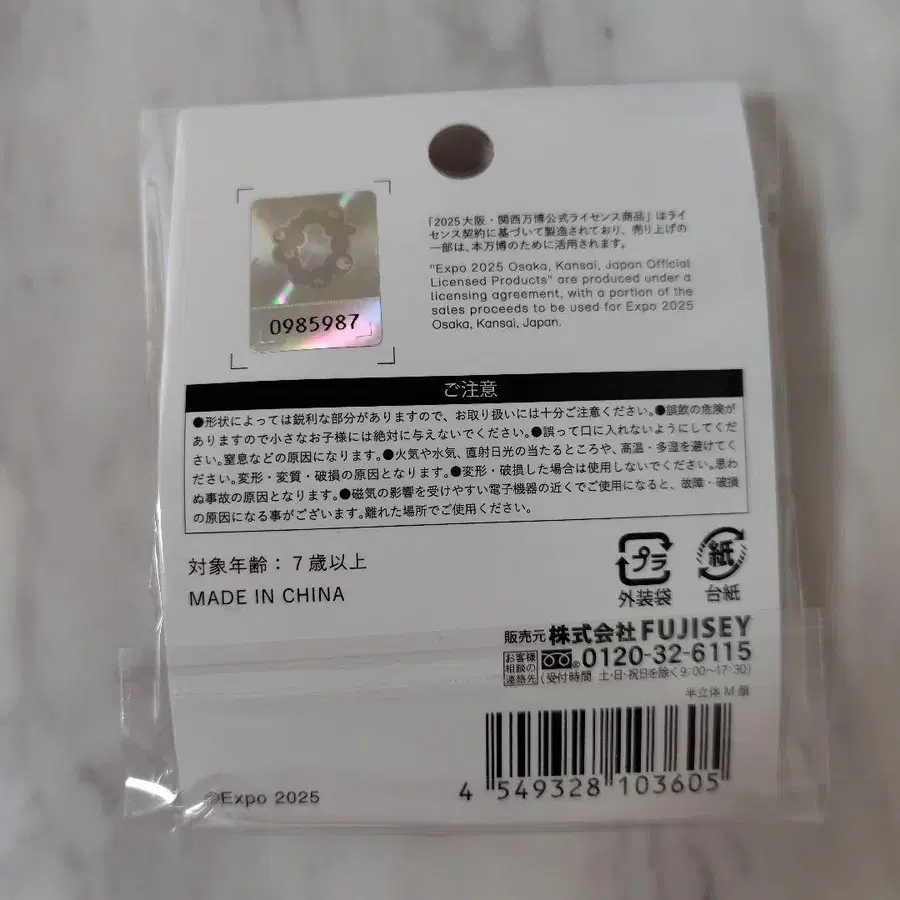 0985987
「2025大阪・関西万博公式ライセンス商品」はライ
センス契約に基づいて製造されており、売り上げの
一部は、本万博のために活用されます。
"Expo 2025 Osaka, Kansai, Japan Official
Licensed Products" are produced under a
licensing agreement, with a portion of the
sales proceeds to be used for Expo 2025
Osaka, Kansai, Japan.
ご注意
●形状によっては鋭利な部分がありますので、お取り扱いには十分ご注意ください。●誤飲の危険が
ありますので小さなお子様には絶対に与えないでください。●誤って口に入れないようにしてくだ
さい。窒息などの原因になります。●火気や水気、直射日光の当たるところや、高温・多湿を避けてく
ださい。変形・変質・破損の原因となります。●変形・破損した場合は使用しないでください。思わ
ぬ事故の原因となります。●磁気の影響を受けやすい電子機器の近くでご使用になると、故障・破損
の原因になる事がございます。離れた場所でご使用ください。
対象年齢：7歳以上
MADE IN CHINA
プラ
外装袋
紙
台紙
販売元 株式会社FUJISEY
お客様相談の連絡先 0120-32-6115
(受付時間 土・日・祝日を除く9:00〜17:30)
半立体M 顔
4 549328 103605
©Expo 2025